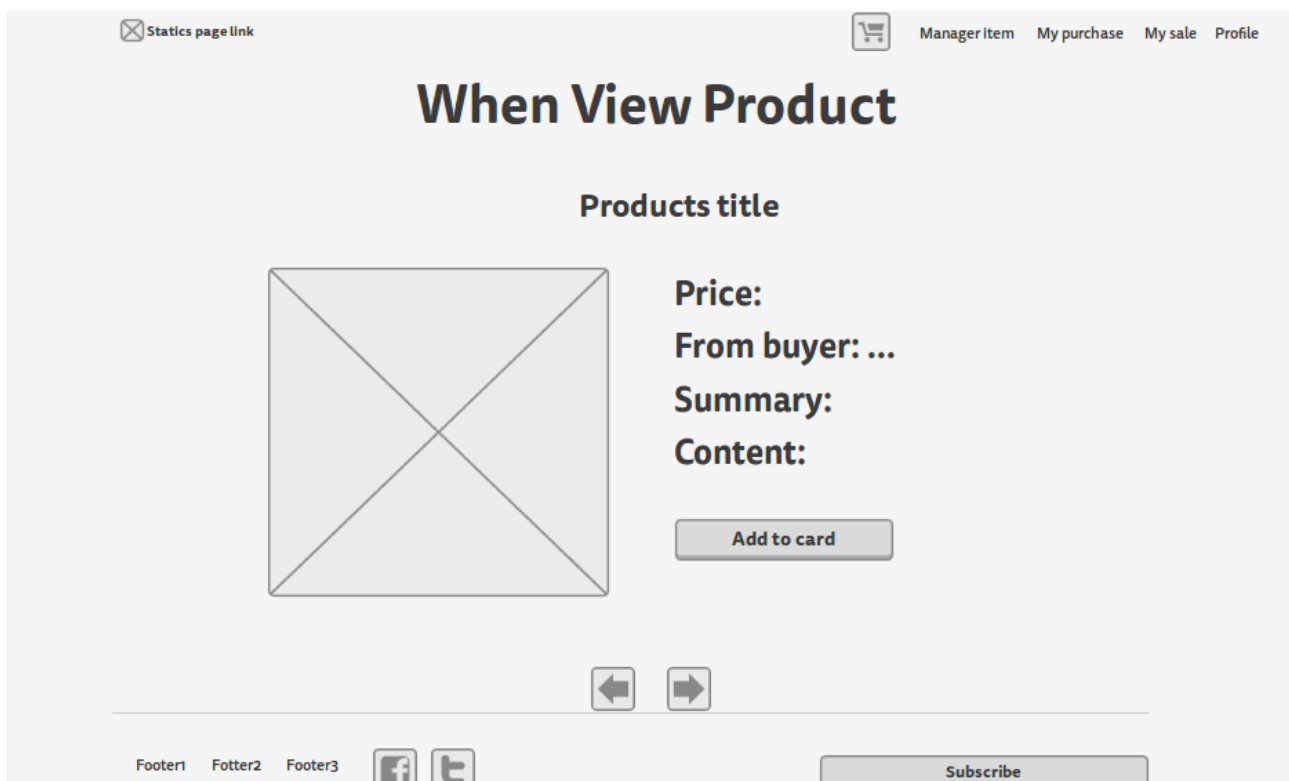 Statics page link
Manager item My purchase My sale Profile
When View Product
Products title
Price:
From buyer: ...
Summary:
Content:
Add to card
Footer1 Fotter2 Footer3
Subscribe